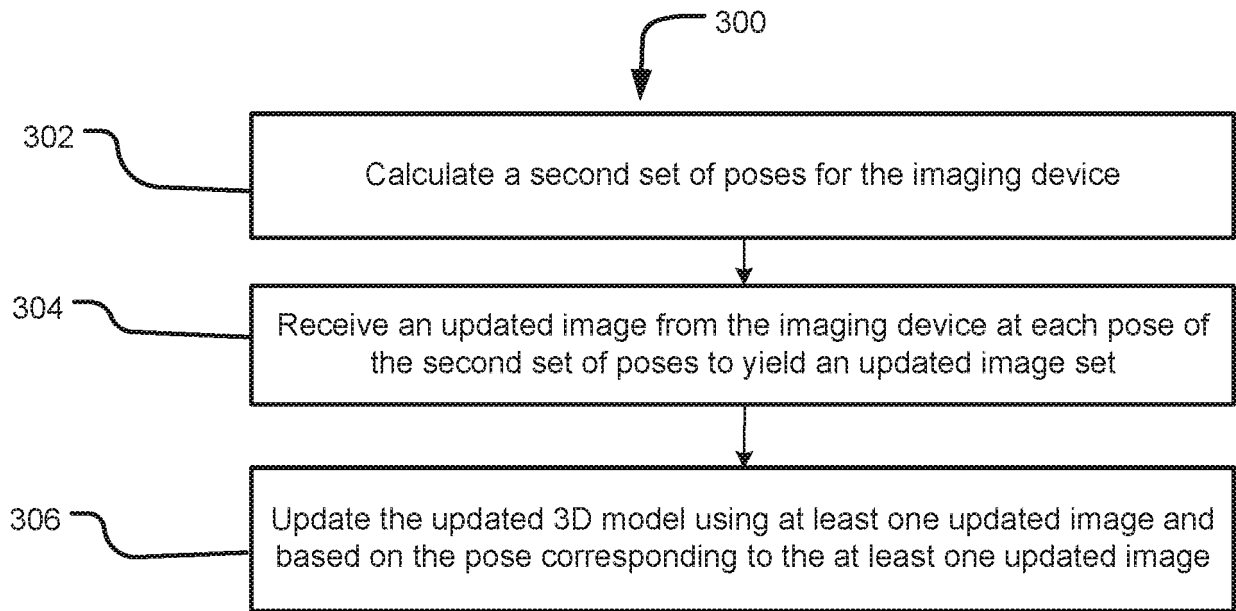 300
302
Calculate a second set of poses for the imaging device
304
Receive an updated image from the imaging device at each pose of
the second set of poses to yield an updated image set
306
Update the updated 3D model using at least one updated image and
based on the pose corresponding to the at least one updated image